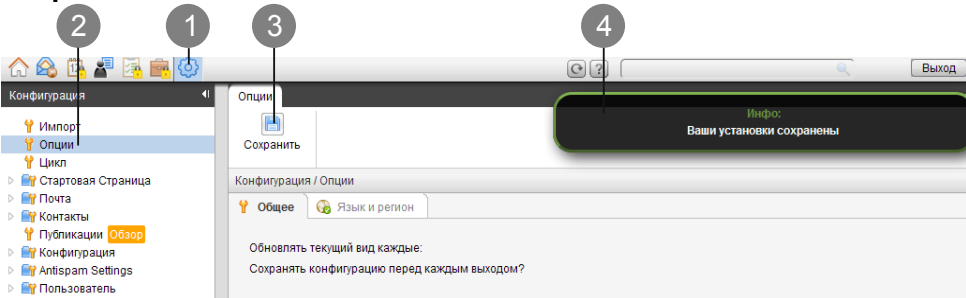 2 1 3 4
12 ? Выход
Конфигурация Опции
Инфо:
Ваши установки сохранены
Импорт
Опции
Сохранить
Цикл
Стартовая Страница
Конфигурация / Опции
Почта
Общее Язык и регион
Контакты
Публикации Обзор
Обновлять текущий вид каждые:
Конфигурация
Сохранять конфигурацию перед каждым выходом?
Antispam Settings
Пользователь